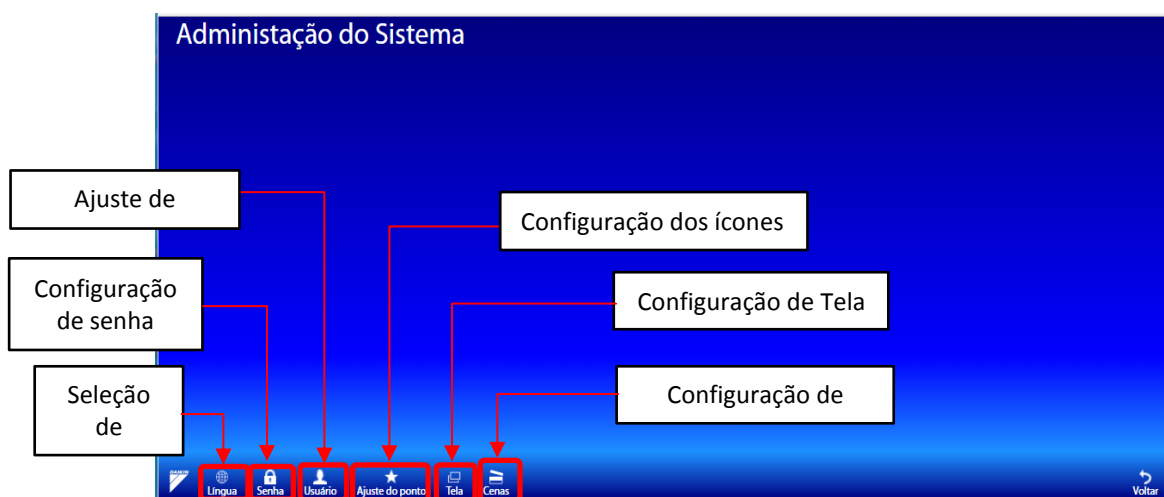 Administação do Sistema
Ajuste de
Configuração dos ícones
Configuração
de senha
Configuração de Tela
Seleção
de
Configuração de
DAIKIN
Língua
Senha
Usuário
Ajuste do ponto
Tela
Cenas
Voltar